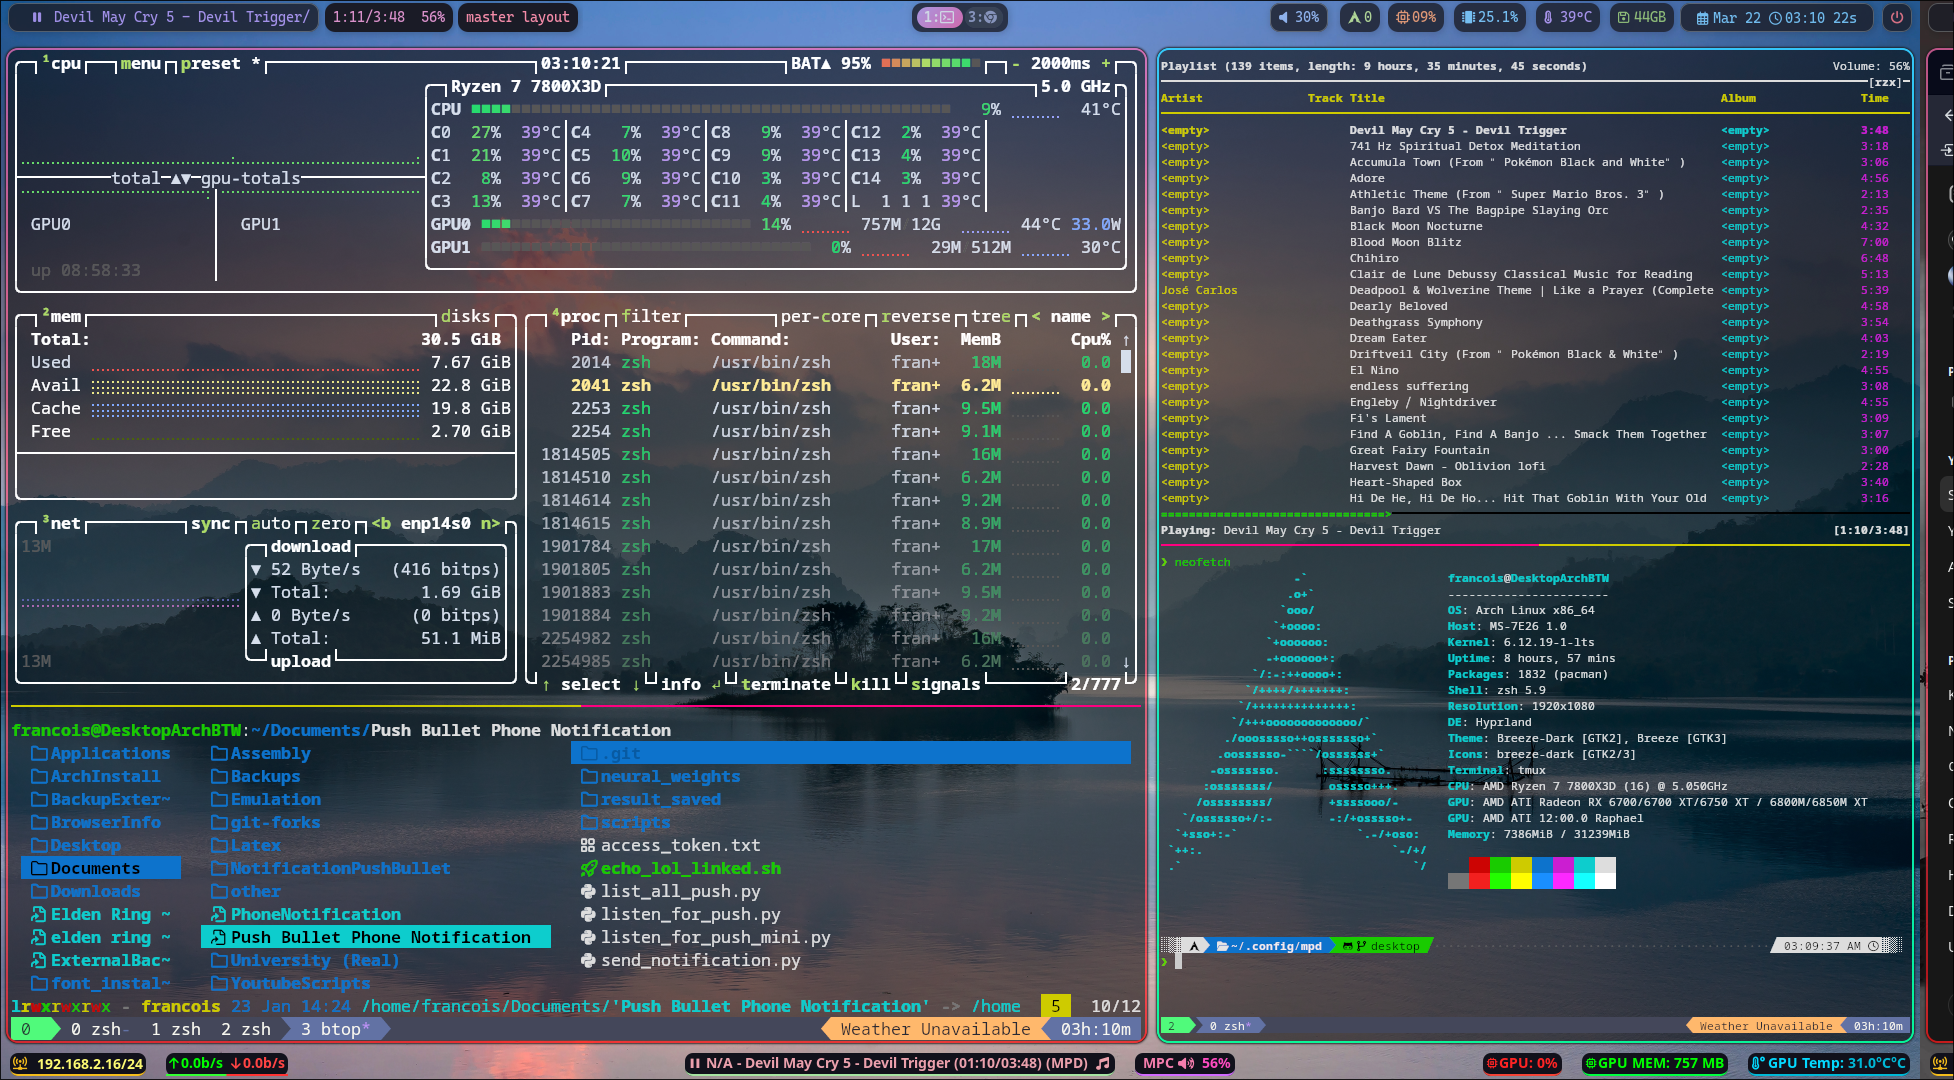 Devil May Cry 5 - Devil Trigger/ 1:11/3:48 56% master layout 1: 3: 30% 0 09% 25.1% 39°C 44GB Mar 22 03:10 22s
1cpu menu preset * 03:10:21 BAT▲ 95% - 2000ms +
Ryzen 7 7800X3D 5.0 GHz
CPU 9% 41°C
C0 27% 39°C C4 7% 39°C C8 9% 39°C C12 2% 39°C
C1 21% 39°C C5 10% 39°C C9 9% 39°C C13 4% 39°C
total ▲▼ gpu-totals C2 8% 39°C C6 9% 39°C C10 3% 39°C C14 3% 39°C
C3 13% 39°C C7 7% 39°C C11 4% 39°C L 1 1 1 39°C
GPU0 GPU1 GPU0 14% 757M/12G 44°C 33.0W
GPU1 0% 29M 512M 30°C
up 08:58:33
2mem disks
Total: 30.5 GiB
Used 7.67 GiB
Avail 22.8 GiB
Cache 19.8 GiB
Free 2.70 GiB
3net sync auto zero <b enp14s0 n>
13M
download
▼ 52 Byte/s (416 bitps)
▼ Total: 1.69 GiB
▲ 0 Byte/s (0 bitps)
▲ Total: 51.1 MiB
13M
upload
4proc filter per-core reverse tree < name >
Pid: Program: Command: User: MemB Cpu% ↑
2014 zsh /usr/bin/zsh fran+ 18M 0.0
2041 zsh /usr/bin/zsh fran+ 6.2M 0.0
2253 zsh /usr/bin/zsh fran+ 9.5M 0.0
2254 zsh /usr/bin/zsh fran+ 9.1M 0.0
1814505 zsh /usr/bin/zsh fran+ 16M 0.0
1814510 zsh /usr/bin/zsh fran+ 6.2M 0.0
1814614 zsh /usr/bin/zsh fran+ 9.2M 0.0
1814615 zsh /usr/bin/zsh fran+ 8.9M 0.0
1901784 zsh /usr/bin/zsh fran+ 17M 0.0
1901805 zsh /usr/bin/zsh fran+ 6.2M 0.0
1901883 zsh /usr/bin/zsh fran+ 9.5M 0.0
1901884 zsh /usr/bin/zsh fran+ 9.2M 0.0
2254982 zsh /usr/bin/zsh fran+ 16M 0.0
2254985 zsh /usr/bin/zsh fran+ 6.2M 0.0 ↓
↑ select ↓ info ↵ terminate kill signals 2/777
francois@DesktopArchBTW:~/Documents/Push Bullet Phone Notification
Applications Assembly .git
ArchInstall Backups neural_weights
BackupExter~ Emulation result_saved
BrowserInfo git-forks scripts
Desktop Latex access_token.txt
Documents NotificationPushBullet echo_lol_linked.sh
Downloads other list_all_push.py
Elden Ring ~ PhoneNotification listen_for_push.py
elden ring ~ Push Bullet Phone Notification listen_for_push_mini.py
ExternalBac~ University (Real) send_notification.py
font_instal~ YoutubeScripts
lrwxrwxrwx - francois 23 Jan 14:24 /home/francois/Documents/'Push Bullet Phone Notification' -> /home 5 10/12
0 0 zsh- 1 zsh 2 zsh 3 btop* Weather Unavailable 03h:10m
Playlist (139 items, length: 9 hours, 35 minutes, 45 seconds) Volume: 56%
[rzx]
Artist Track Title Album Time
<empty> Devil May Cry 5 - Devil Trigger <empty> 3:48
<empty> 741 Hz Spiritual Detox Meditation <empty> 3:18
<empty> Accumula Town (From " Pokémon Black and White" ) <empty> 3:06
<empty> Adore <empty> 4:56
<empty> Athletic Theme (From " Super Mario Bros. 3" ) <empty> 2:13
<empty> Banjo Bard VS The Bagpipe Slaying Orc <empty> 2:35
<empty> Black Moon Nocturne <empty> 4:32
<empty> Blood Moon Blitz <empty> 7:00
<empty> Chihiro <empty> 6:48
<empty> Clair de Lune Debussy Classical Music for Reading <empty> 5:13
José Carlos Deadpool & Wolverine Theme | Like a Prayer (Complete <empty> 5:39
<empty> Dearly Beloved <empty> 4:58
<empty> Deathgrass Symphony <empty> 3:54
<empty> Dream Eater <empty> 4:03
<empty> Driftveil City (From " Pokémon Black & White" ) <empty> 2:19
<empty> El Nino <empty> 4:55
<empty> endless suffering <empty> 3:08
<empty> Engleby / Nightdriver <empty> 4:55
<empty> Fi's Lament <empty> 3:09
<empty> Find A Goblin, Find A Banjo ... Smack Them Together <empty> 3:07
<empty> Great Fairy Fountain <empty> 3:00
<empty> Harvest Dawn - Oblivion lofi <empty> 2:28
<empty> Heart-Shaped Box <empty> 3:40
<empty> Hi De He, Hi De Ho... Hit That Goblin With Your Old <empty> 3:16
Playing: Devil May Cry 5 - Devil Trigger [1:10/3:48]
❯ neofetch
francois@DesktopArchBTW
-----------------------
OS: Arch Linux x86_64
Host: MS-7E26 1.0
Kernel: 6.12.19-1-lts
Uptime: 8 hours, 57 mins
Packages: 1832 (pacman)
Shell: zsh 5.9
Resolution: 1920x1080
DE: Hyprland
Theme: Breeze-Dark [GTK2], Breeze [GTK3]
Icons: breeze-dark [GTK2/3]
Terminal: tmux
CPU: AMD Ryzen 7 7800X3D (16) @ 5.050GHz
GPU: AMD ATI Radeon RX 6700/6700 XT/6750 XT / 6800M/6850M XT
GPU: AMD ATI 12:00.0 Raphael
Memory: 7386MiB / 31239MiB
~/.config/mpd desktop 03:09:37 AM
❯
2 0 zsh* Weather Unavailable 03h:10m
192.168.2.16/24 ↑0.0b/s ↓0.0b/s N/A - Devil May Cry 5 - Devil Trigger (01:10/03:48) (MPD) MPC 56% GPU: 0% GPU MEM: 757 MB GPU Temp: 31.0°C°C